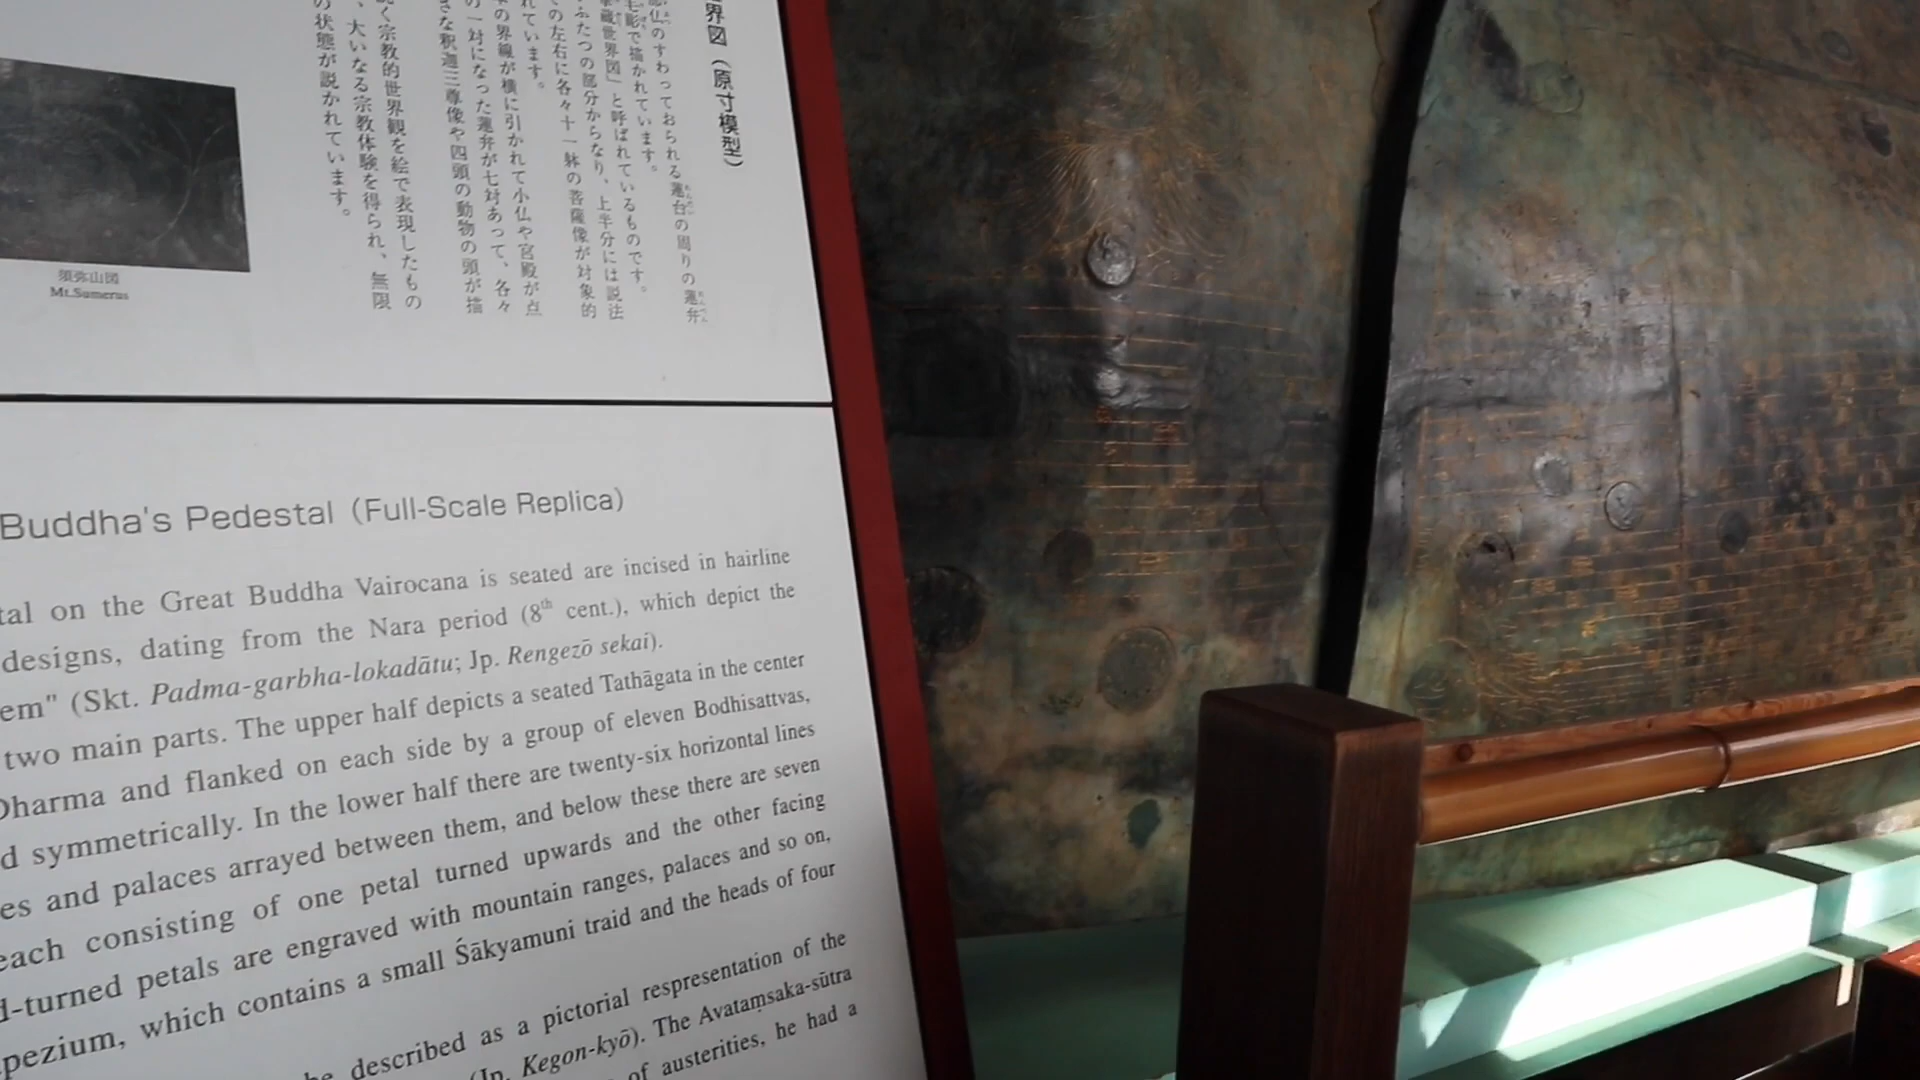 世界図（原寸模型）
仏のすわっておられる蓮台の周りの蓮弁
毛彫で描かれています。
蔵世界図」と呼ばれているものです。
ふたつの部分からなり、上半分には説法
の左右に各々十一躰の菩薩像が対象的
れています。
の界線が横に引かれて小仏や宮殿が点
の一対になった蓮弁が七対あって、各々
きな釈迦三尊像や四頭の動物の頭が描
く宗教的世界観を絵で表現したもの
、大いなる宗教体験を得られ、無限
の状態が説かれています。
須弥山図
Mt.Sumerus
Buddha's Pedestal (Full-Scale Replica)
tal on the Great Buddha Vairocana is seated are incised in hairline
designs, dating from the Nara period (8th cent.), which depict the
em" (Skt. Padma-garbha-lokadātu; Jp. Rengezō sekai).
two main parts. The upper half depicts a seated Tathāgata in the center
Dharma and flanked on each side by a group of eleven Bodhisattvas,
d symmetrically. In the lower half there are twenty-six horizontal lines
es and palaces arrayed between them, and below these there are seven
each consisting of one petal turned upwards and the other facing
d-turned petals are engraved with mountain ranges, palaces and so on,
pezium, which contains a small Śākyamuni traid and the heads of four
be described as a pictorial respresentation of the
(Jp. Kegon-kyō). The Avataṃsaka-sūtra
of austerities, he had a